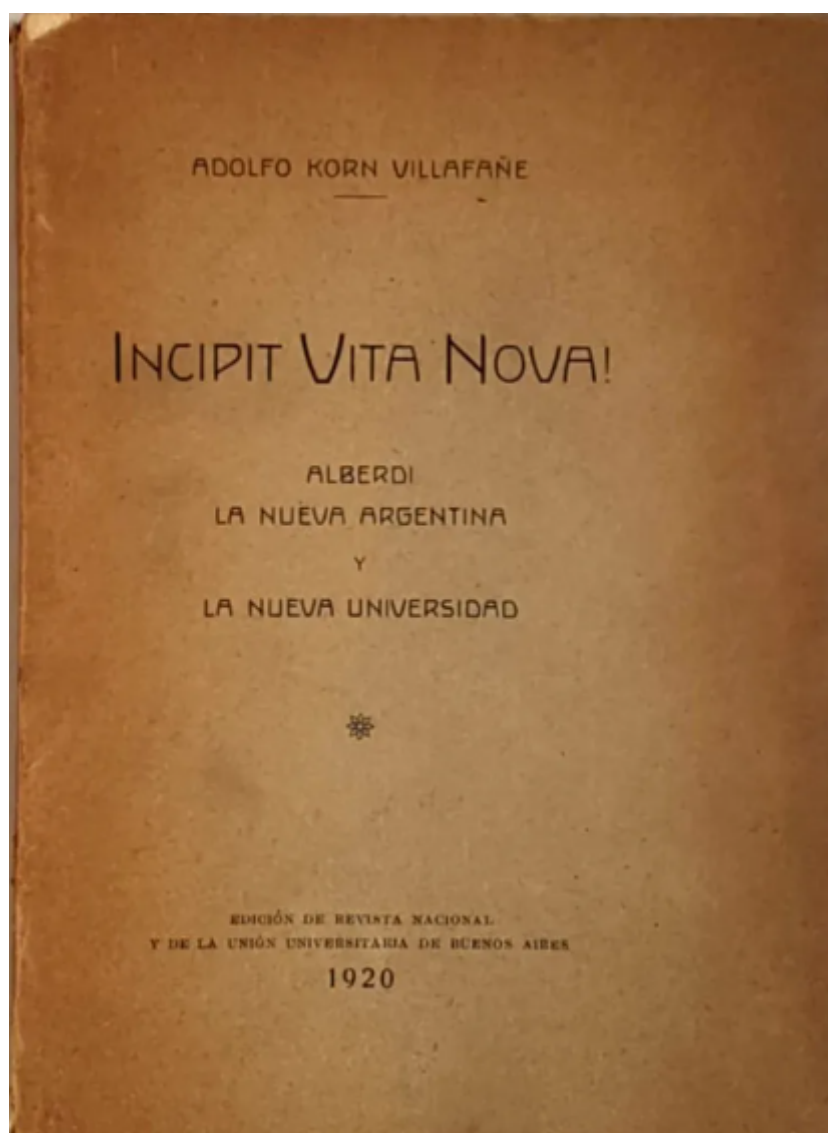 ADOLFO KORN VILLAFAÑE
INCIPIT VITA NOVA!
ALBERDI
LA NUEVA ARGENTINA
Y
LA NUEVA UNIVERSIDAD
EDICIÓN DE REVISTA NACIONAL
Y DE LA UNIÓN UNIVERSITARIA DE BUENOS AIRES
1920